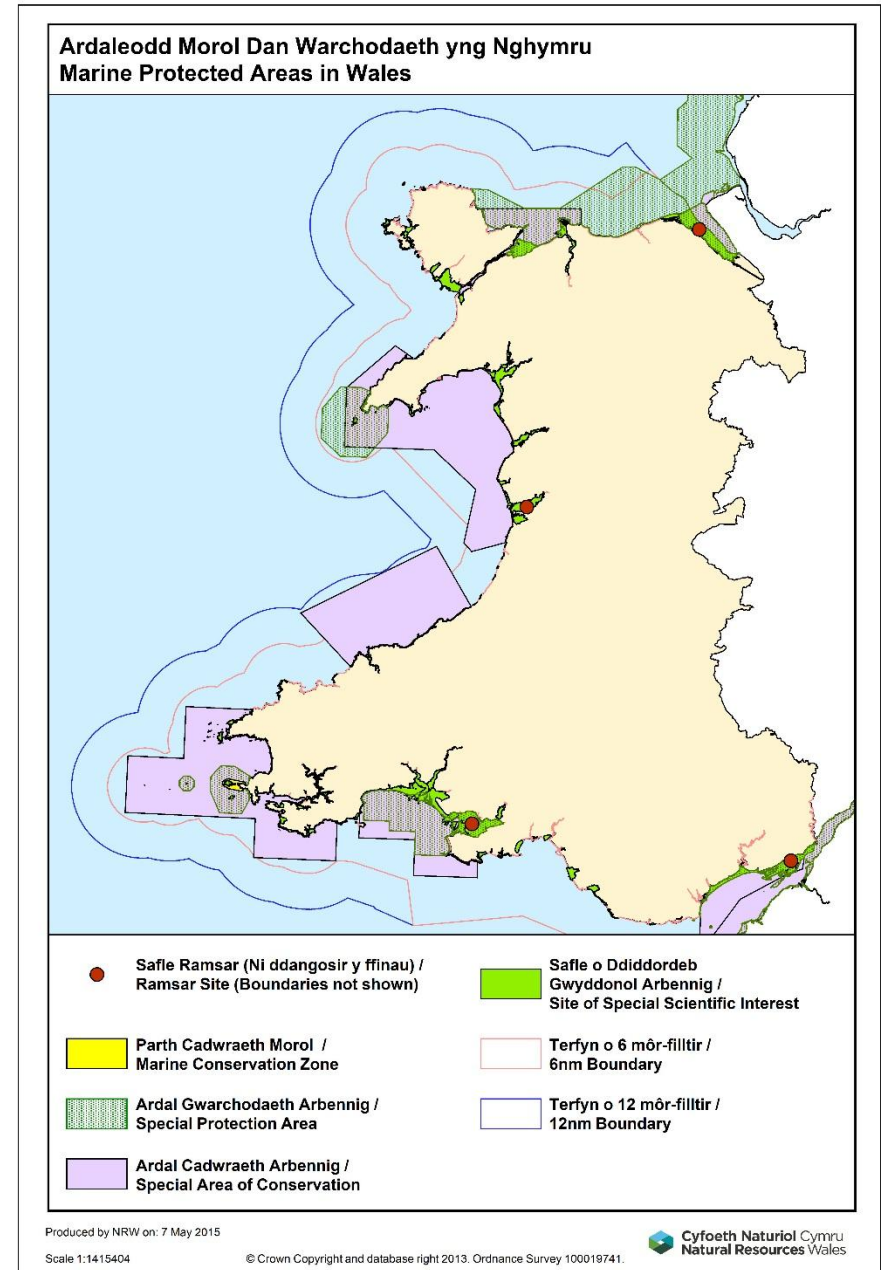 Ardaleodd Morol Dan Warchodaeth yng Nghymru
Marine Protected Areas in Wales
Safle Ramsar (Ni ddangosir y ffinau) /
Ramsar Site (Boundaries not shown)
Parth Cadwraeth Morol /
Marine Conservation Zone
Ardal Gwarchodaeth Arbennig /
Special Protection Area
Ardal Cadwraeth Arbennig /
Special Area of Conservation
Safle o Ddiddordeb
Gwyddonol Arbennig /
Site of Special Scientific Interest
Terfyn o 6 môr-filltir /
6nm Boundary
Terfyn o 12 môr-filltir /
12nm Boundary
Produced by NRW on: 7 May 2015
Scale 1:1415404
© Crown Copyright and database right 2013. Ordnance Survey 100019741.
Cyfoeth Naturiol Cymru
Natural Resources Wales